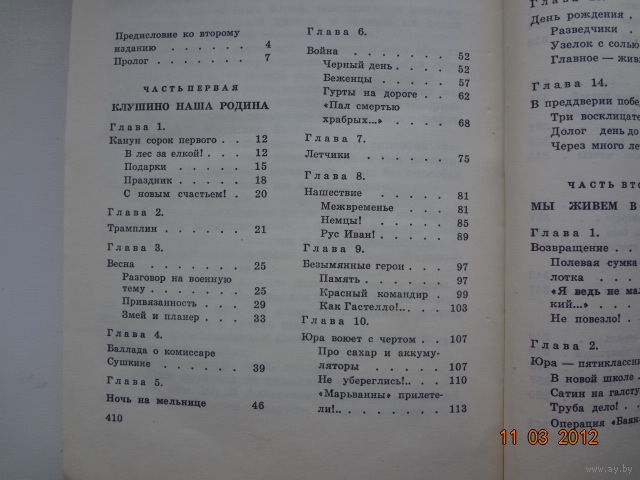 Предисловие ко второму
изданию . . . . . . 4
Пролог . . . . . . . 7
ЧАСТЬ ПЕРВАЯ
КЛУШИНО НАША РОДИНА
Глава 1.
Канун сорок первого . . 12
В лес за елкой! . . 12
Подарки . . . . 15
Праздник . . . . 18
С новым счастьем! . 20
Глава 2.
Трамплин . . . . . . 21
Глава 3.
Весна . . . . . . . 25
Разговор на военную
тему . . . . . . 25
Привязанность . . . 29
Змей и планер . . . 33
Глава 4.
Баллада о комиссаре
Сушкине . . . . . . 39
Глава 5.
Ночь на мельнице 46
410
Глава 6.
Война . . . . . . . 52
Черный день . . . . 52
Беженцы . . . . . 57
Гурты на дороге . . 62
«Пал смертью
храбрых...» . . . . 68
Глава 7.
Летчики . . . . . . 75
Глава 8.
Нашествие . . . . . 81
Межвременье . . . 81
Немцы! . . . . . 85
Рус Иван! . . . . 89
Глава 9.
Безымянные герои . . . 97
Память . . . . . 97
Красный командир . . 99
Как Гастелло!.. . . . 103
Глава 10.
Юра воюет с чертом . . . 107
Про сахар и аккуму-
ляторы . . . . . 107
Не убереглись!.. . . . 110
«Марьванны» прилете-
ли!.. . . . . . . 113
День рождения
Разведчики
Узелок с солью
Главное — жив
Глава 14.
В преддверии побед
Три восклицате
Долог день до
Через много ле
ЧАСТЬ ВТО
МЫ ЖИВЕМ В
Глава 1.
Возвращение . .
Полевая сумка
лотка . . .
«Я ведь не мал
кий...» . .
Не повезло! .
Глава 2.
Юра — пятиклассни
В новой школе
Сатин на галсту
Труба дело! .
Операция «Баян
11 03 2012
www.ay.by